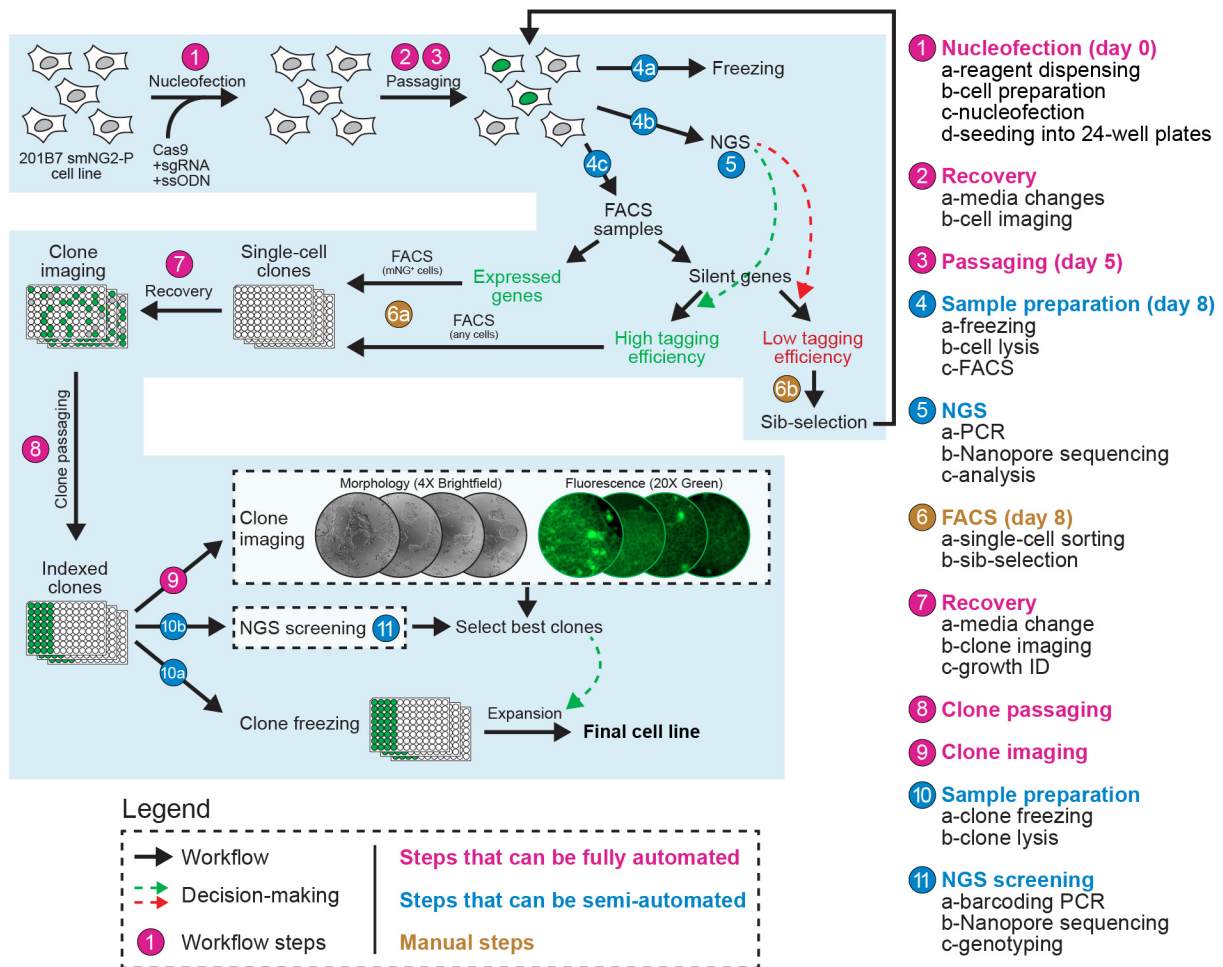 1
Nucleofection
201B7 smNG2-P
cell line
Cas9
+sgRNA
+ssODN
2 3
Passaging
4a
Freezing
4b
NGS
5
4c
FACS
samples
Expressed
genes
Silent genes
High tagging
efficiency
Low tagging
efficiency
6b
Sib-selection
FACS
(mNG+ cells)
6a
FACS
(any cells)
Single-cell
clones
7
Recovery
Clone
imaging
8
Clone passaging
Indexed
clones
9
10b
10a
Clone
imaging
Morphology (4X Brightfield)
Fluorescence (20X Green)
NGS screening 11
Select best clones
Clone freezing
Expansion
Final cell line
Legend
Workflow
Decision-making
1 Workflow steps
Steps that can be fully automated
Steps that can be semi-automated
Manual steps
1 Nucleofection (day 0)
a-reagent dispensing
b-cell preparation
c-nucleofection
d-seeding into 24-well plates
2 Recovery
a-media changes
b-cell imaging
3 Passaging (day 5)
4 Sample preparation (day 8)
a-freezing
b-cell lysis
c-FACS
5 NGS
a-PCR
b-Nanopore sequencing
c-analysis
6 FACS (day 8)
a-single-cell sorting
b-sib-selection
7 Recovery
a-media change
b-clone imaging
c-growth ID
8 Clone passaging
9 Clone imaging
10 Sample preparation
a-clone freezing
b-clone lysis
11 NGS screening
a-barcoding PCR
b-Nanopore sequencing
c-genotyping